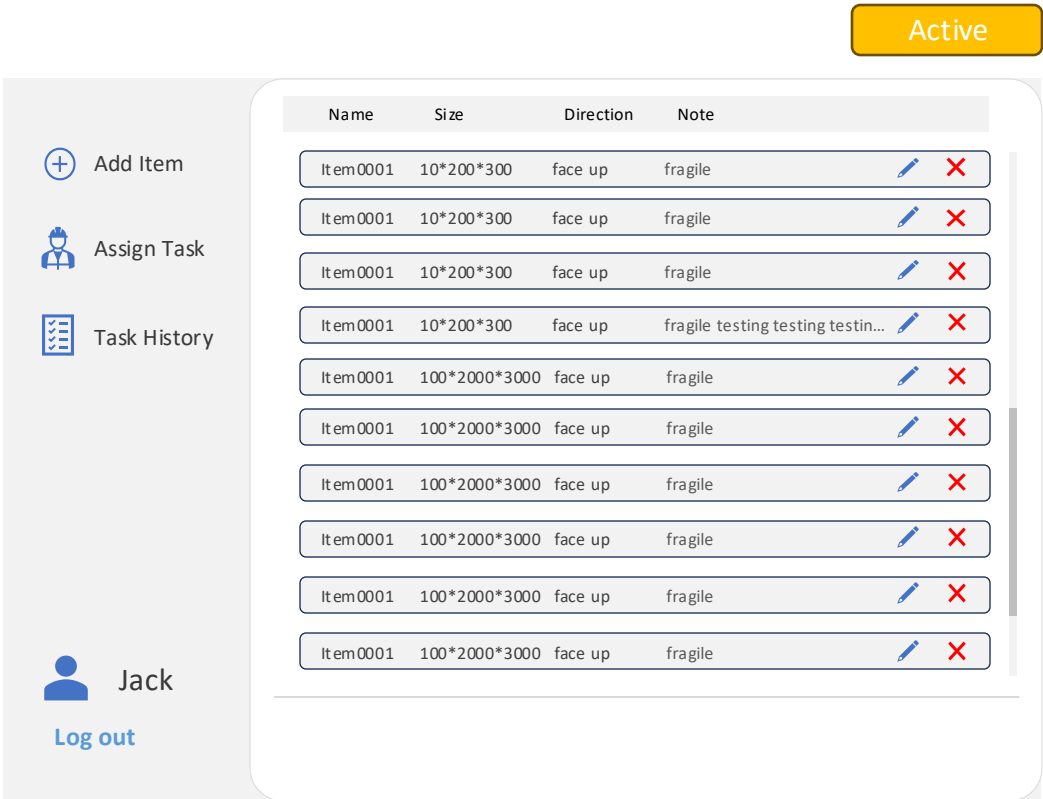 Active
Name Size Direction Note
Add Item
Assign Task
Task History
Item0001 10*200*300 face up fragile
Item0001 10*200*300 face up fragile
Item0001 10*200*300 face up fragile
Item0001 10*200*300 face up fragile testing testing testin...
Item0001 100*2000*3000 face up fragile
Item0001 100*2000*3000 face up fragile
Item0001 100*2000*3000 face up fragile
Item0001 100*2000*3000 face up fragile
Item0001 100*2000*3000 face up fragile
Item0001 100*2000*3000 face up fragile
Jack
Log out